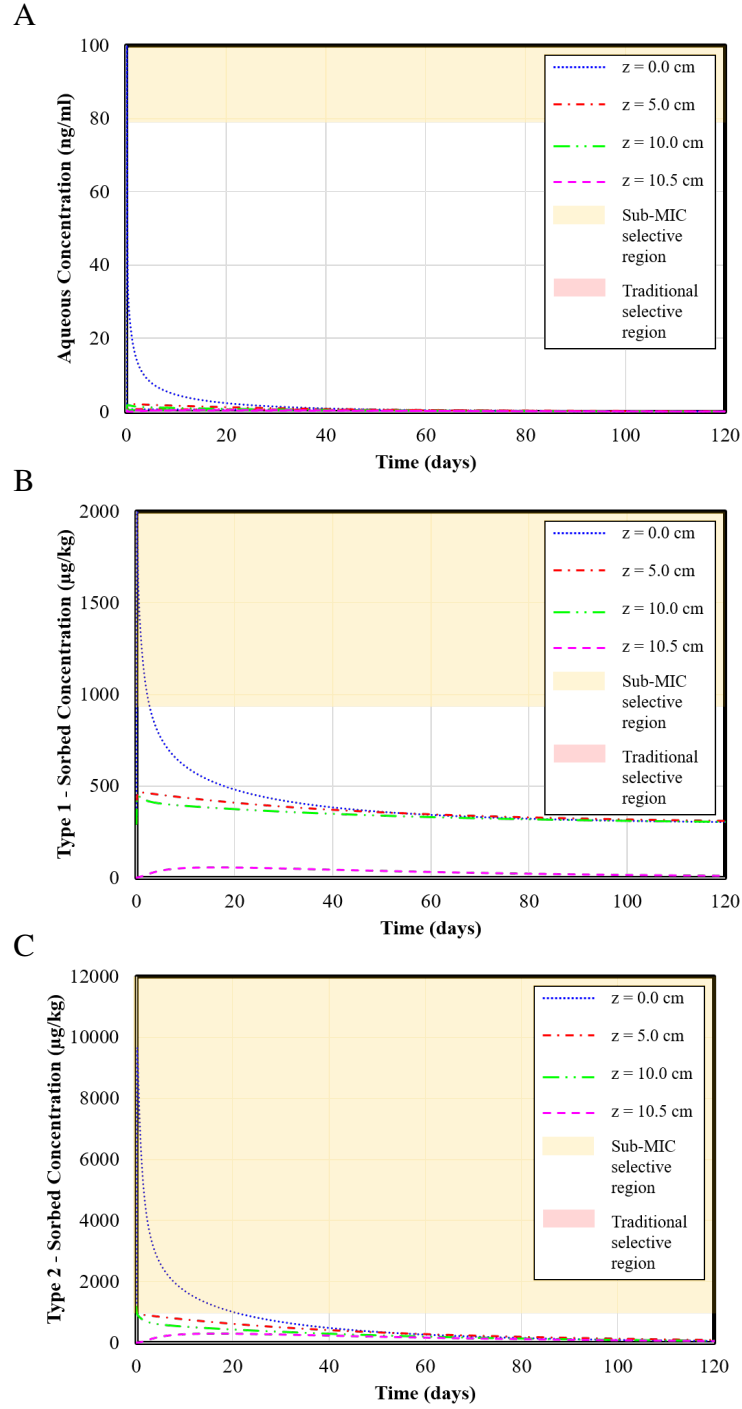 A
Aqueous Concentration (ng/ml)
100
80
60
40
20
0
0
20
40
60
80
100
120
Time (days)
z = 0.0 cm
z = 5.0 cm
z = 10.0 cm
z = 10.5 cm
Sub-MIC
selective
region
Traditional
selective
region
B
Type 1 - Sorbed Concentration (µg/kg)
2000
1500
1000
500
0
0
20
40
60
80
100
120
Time (days)
z = 0.0 cm
z = 5.0 cm
z = 10.0 cm
z = 10.5 cm
Sub-MIC
selective
region
Traditional
selective
region
C
Type 2 - Sorbed Concentration (µg/kg)
12000
10000
8000
6000
4000
2000
0
0
20
40
60
80
100
120
Time (days)
z = 0.0 cm
z = 5.0 cm
z = 10.0 cm
z = 10.5 cm
Sub-MIC
selective
region
Traditional
selective
region